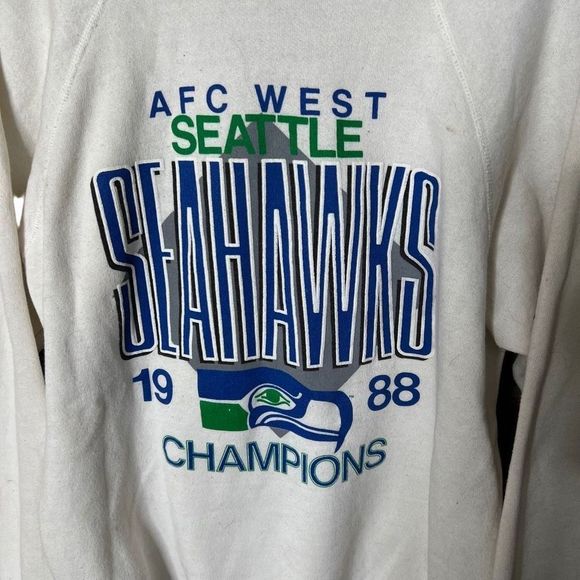 AFC WEST
SEATTLE
SEAHAWKS
19 88
CHAMPIONS